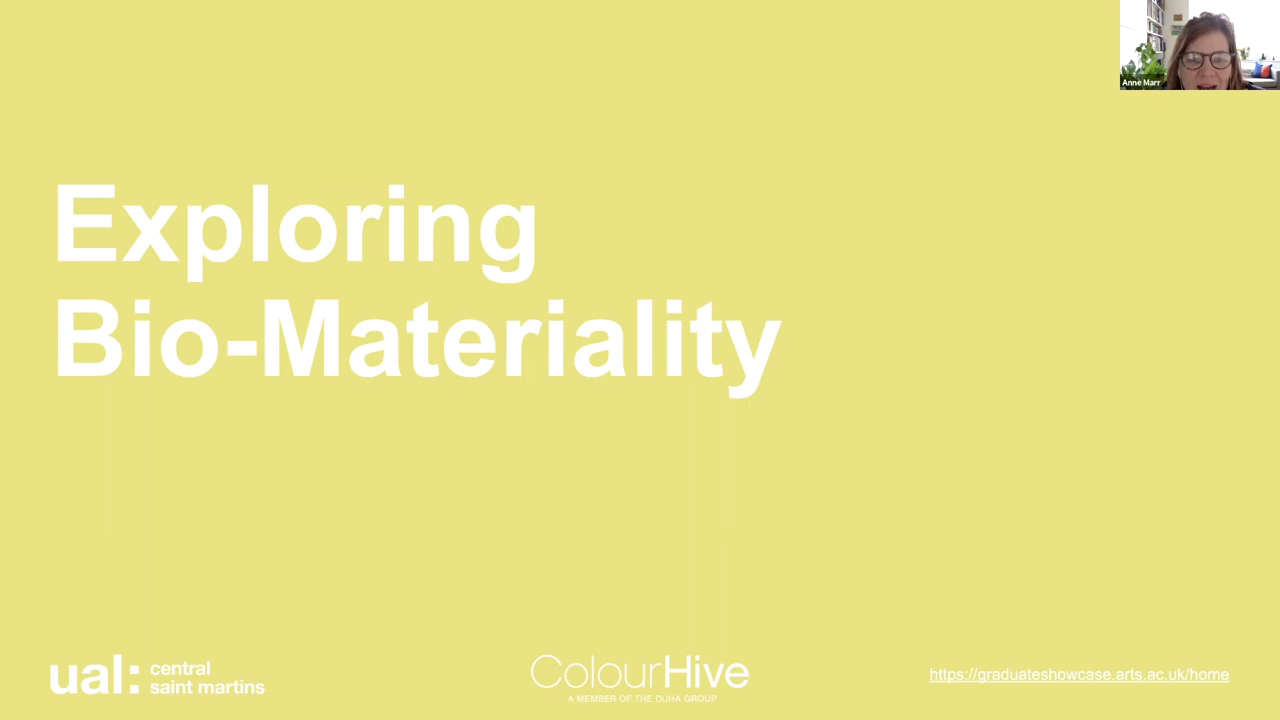 Anne Marr
Exploring
Bio-Materiality
ual: central
saint martins
ColourHive
A MEMBER OF THE DUHA GROUP
https://graduateshowcase.arts.ac.uk/home